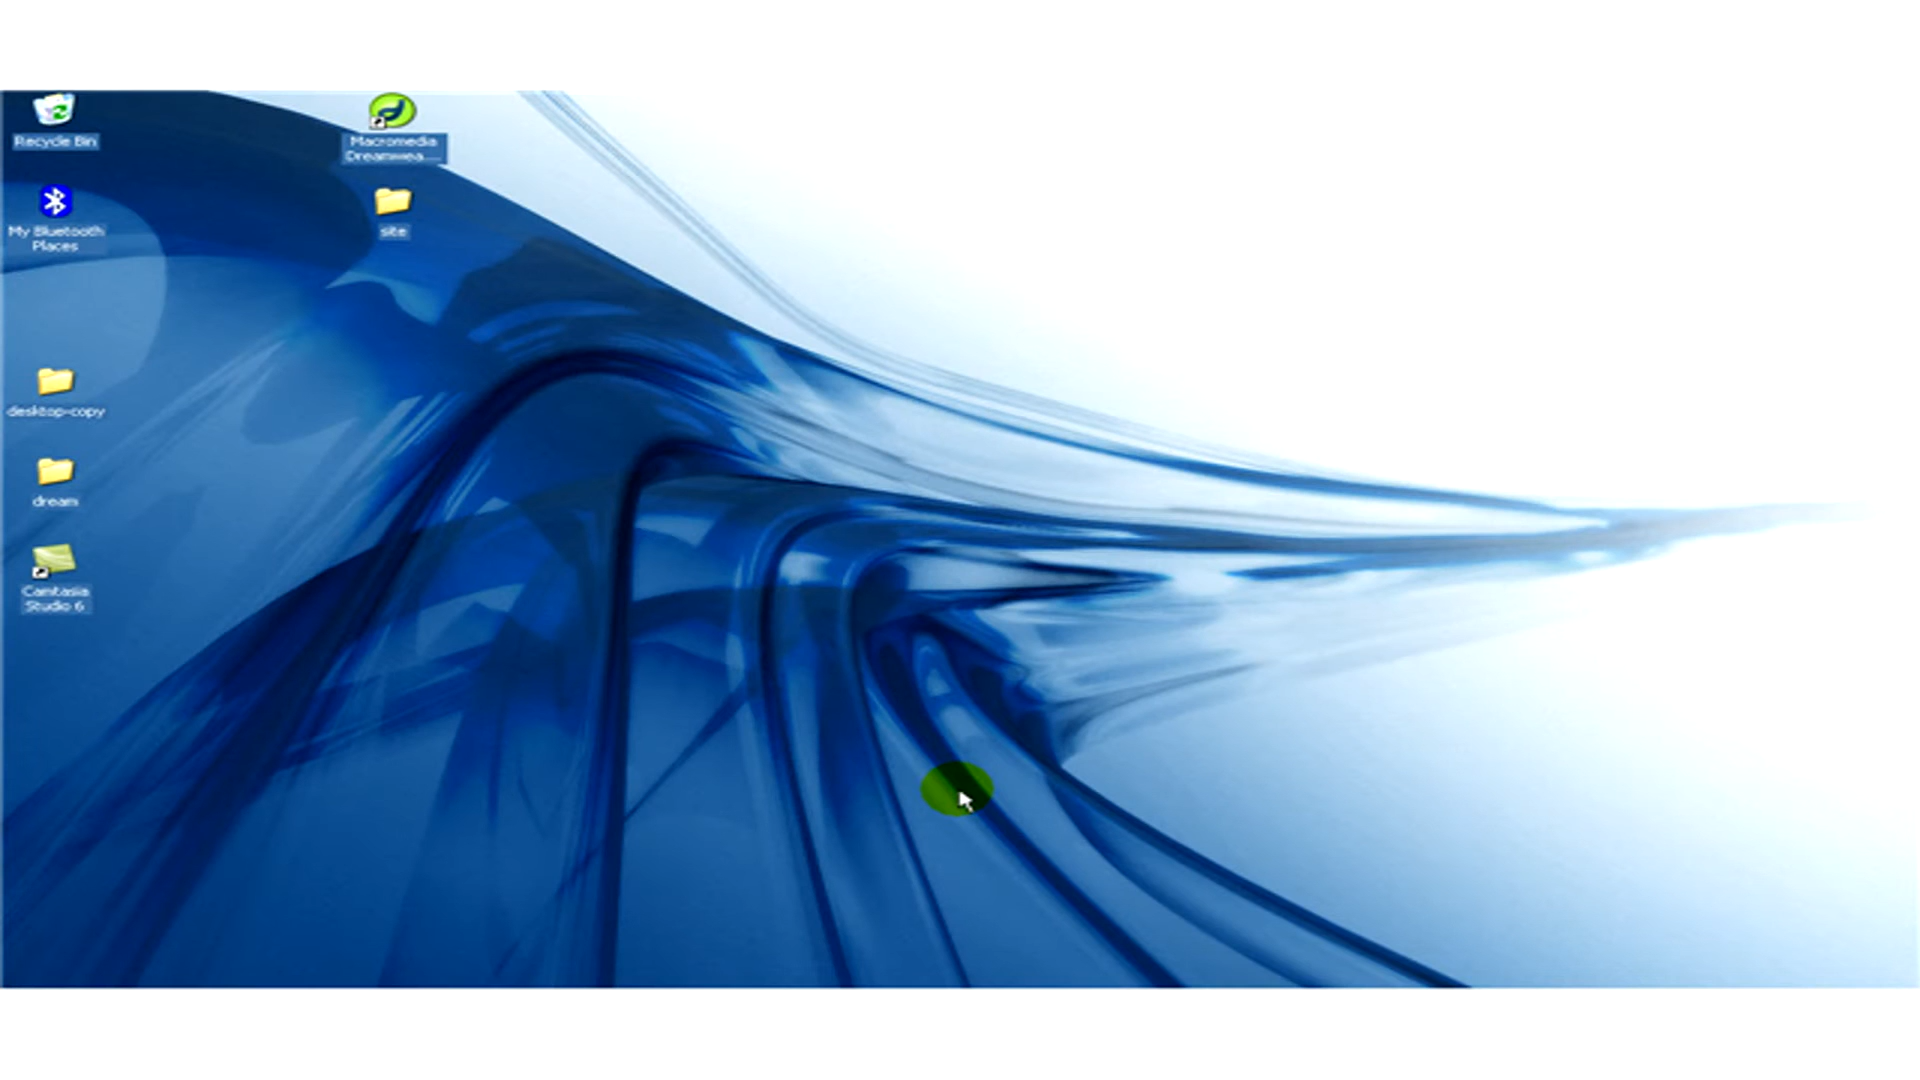 Recycle Bin
Macromedia
Dreamwea...
My Bluetooth
Places
site
desktop-copy
dream
Camtasia
Studio 6